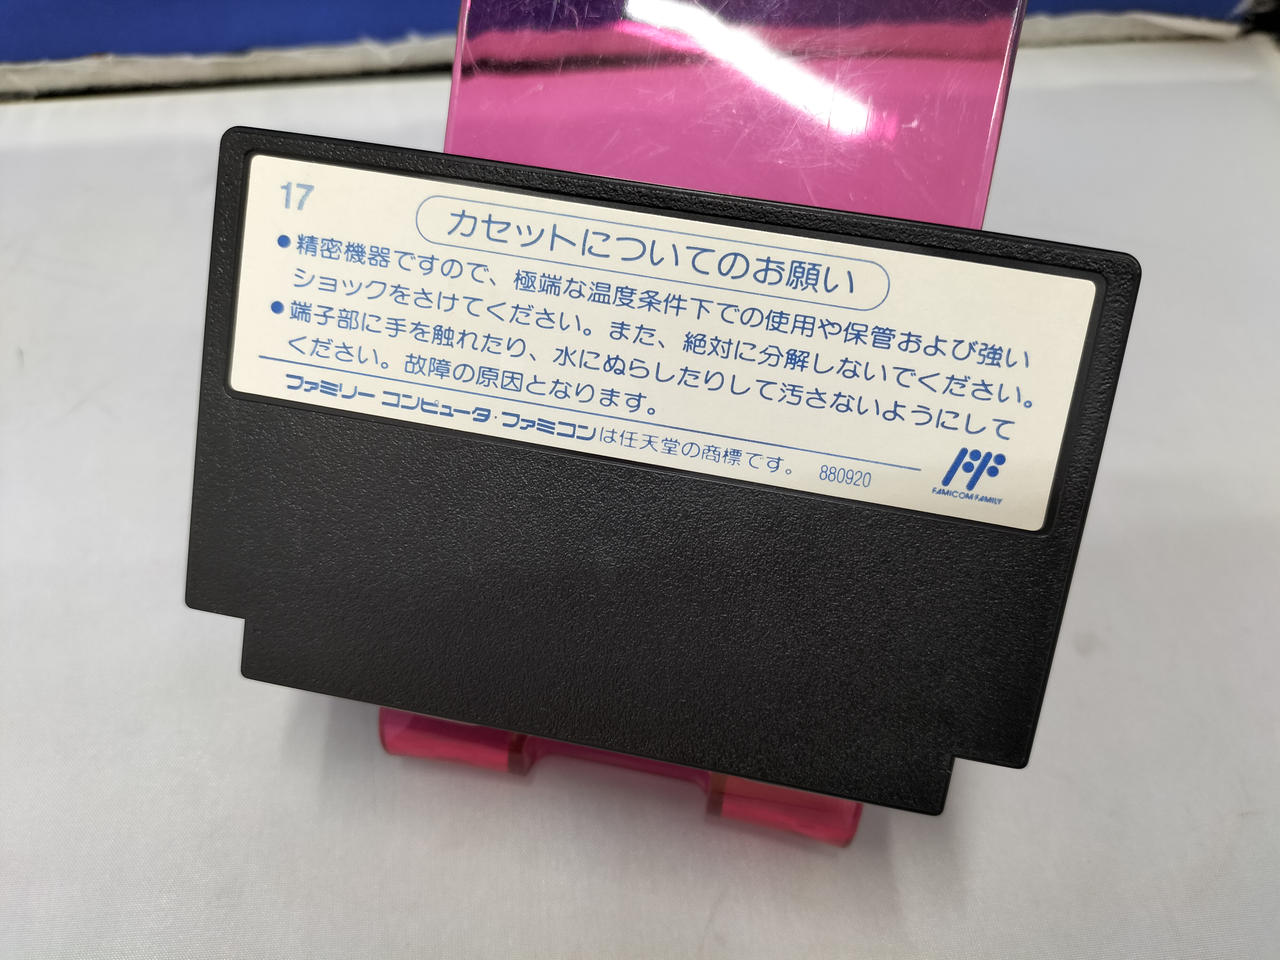 17
カセットについてのお願い
●精密機器ですので、極端な温度条件下での使用や保管および強い
ショックをさけてください。また、絶対に分解しないでください。
●端子部に手を触れたり、水にぬらしたりして汚さないようにして
ください。故障の原因となります。
ファミリー コンピュータ・ファミコンは任天堂の商標です。 880920
FAMICOM FAMILY